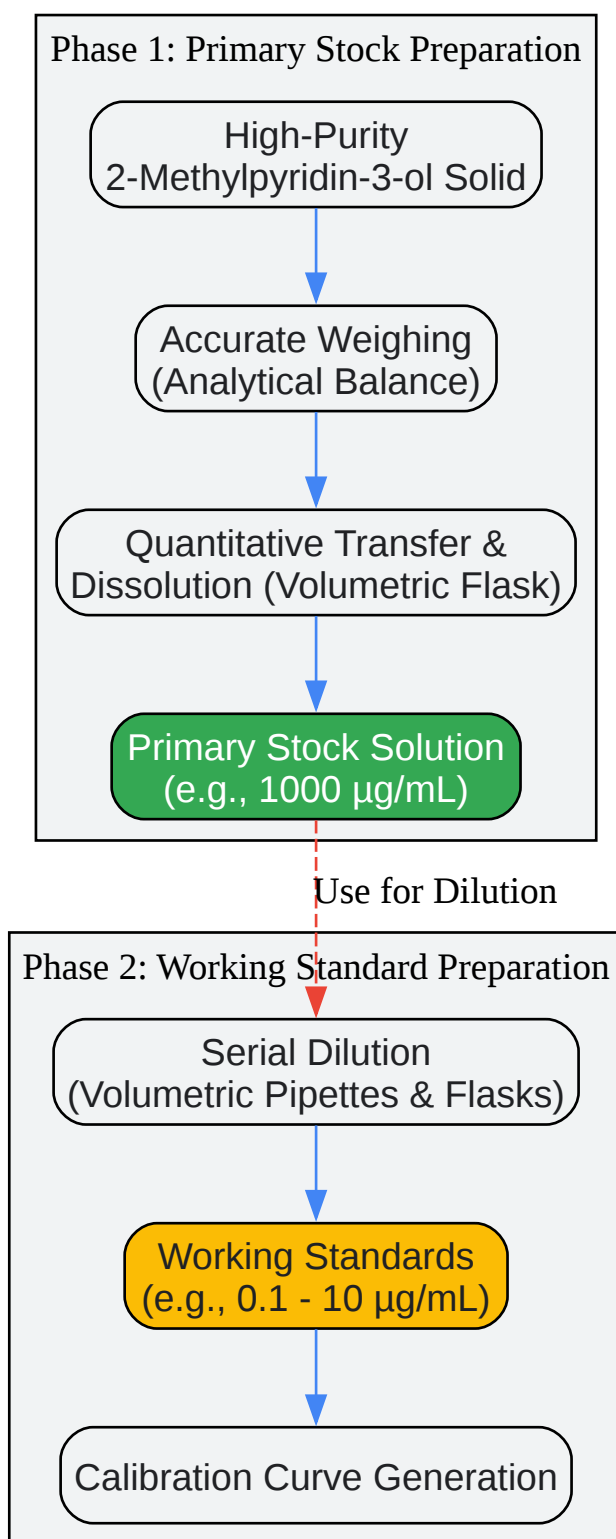 Phase 1: Primary Stock Preparation
High-Purity
2-Methylpyridin-3-ol Solid
Accurate Weighing
(Analytical Balance)
Quantitative Transfer &
Dissolution (Volumetric Flask)
Primary Stock Solution
(e.g., 1000 µg/mL)
Use for Dilution
Phase 2: Working Standard Preparation
Serial Dilution
(Volumetric Pipettes & Flasks)
Working Standards
(e.g., 0.1 - 10 µg/mL)
Calibration Curve Generation